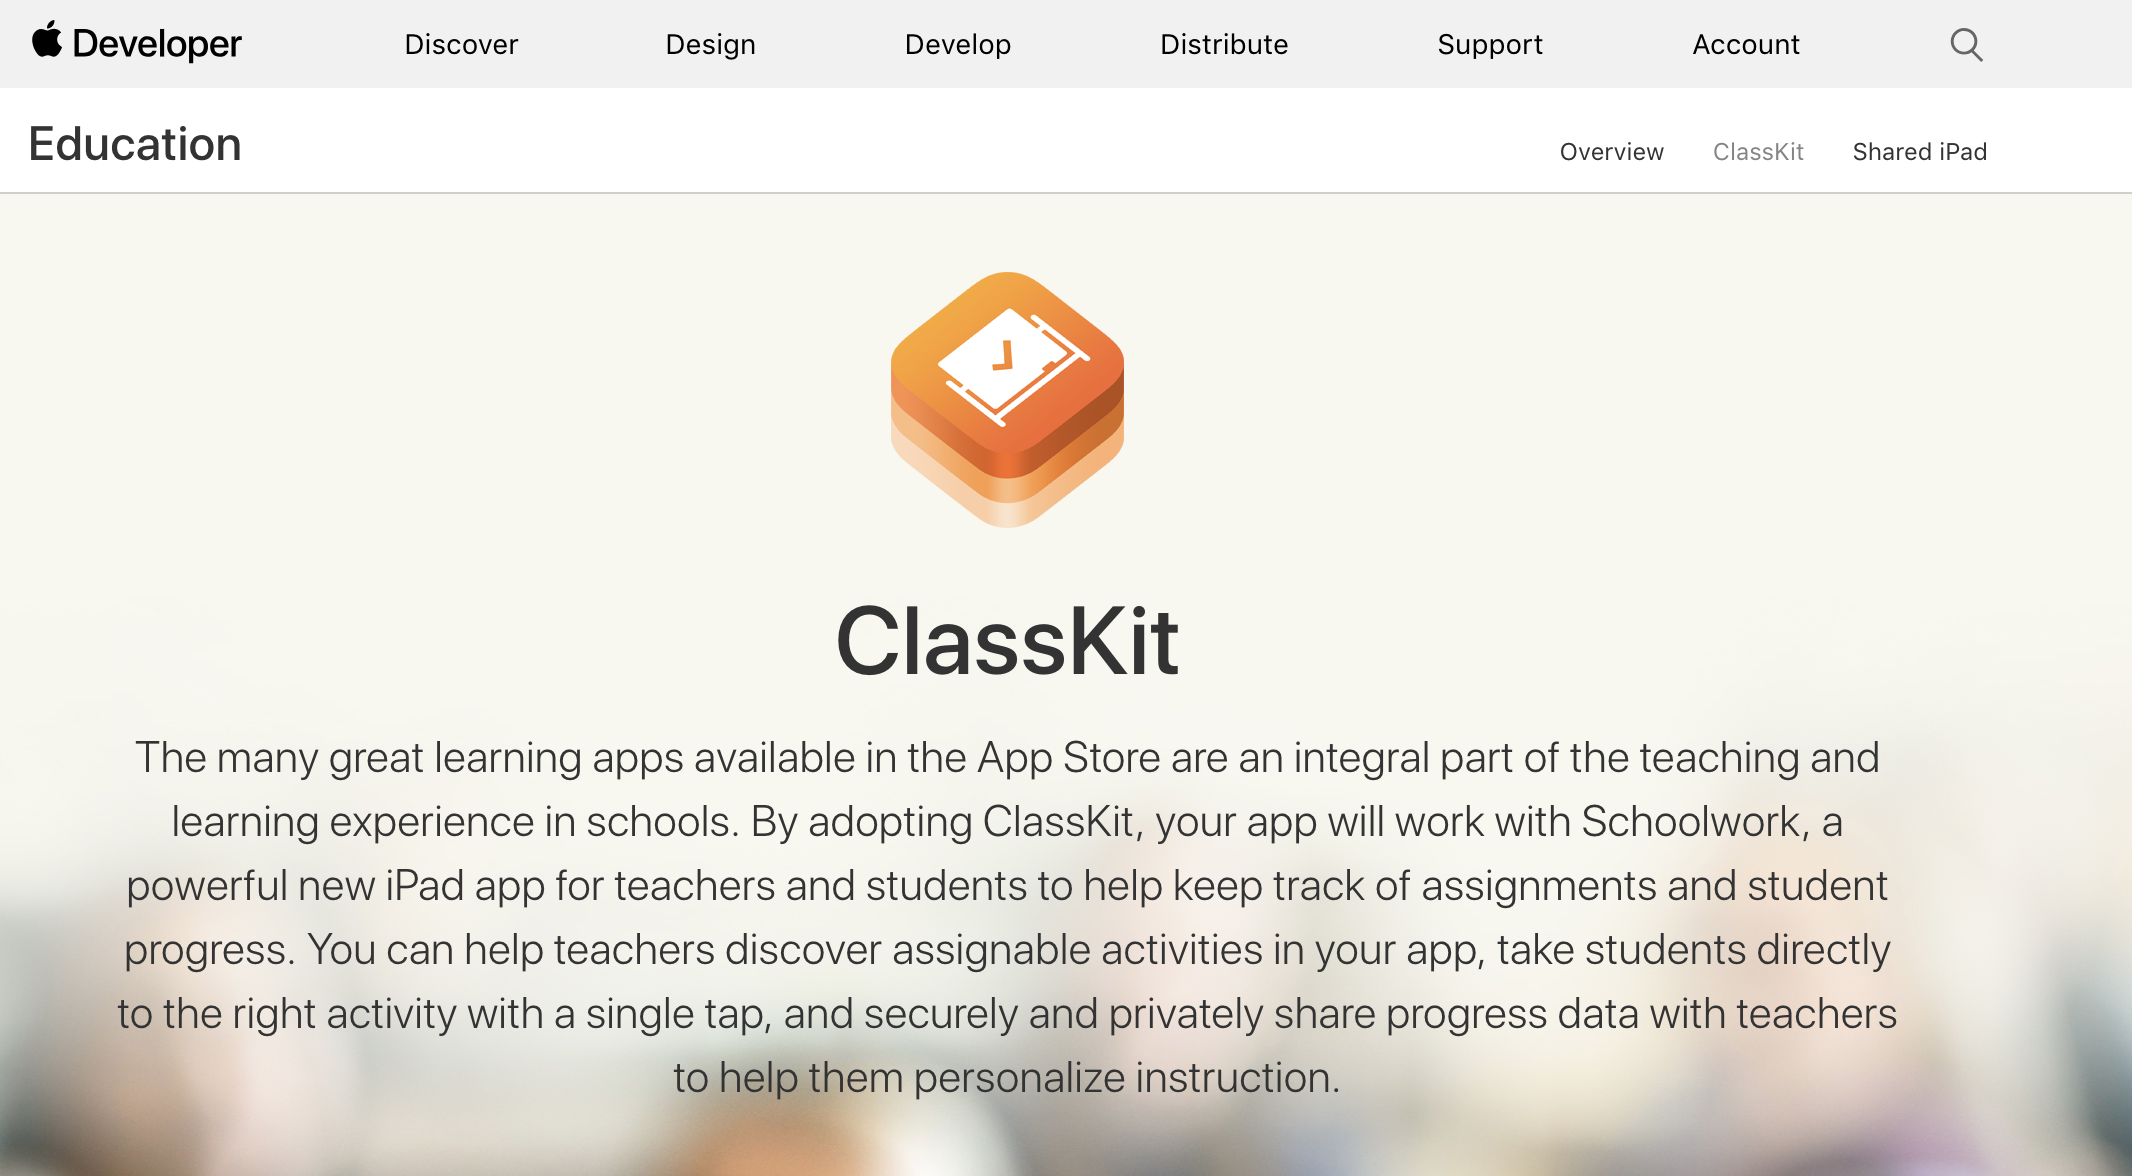 Developer
Discover
Design
Develop
Distribute
Support
Account
Education
Overview
ClassKit
Shared iPad
ClassKit
The many great learning apps available in the App Store are an integral part of the teaching and
learning experience in schools. By adopting ClassKit, your app will work with Schoolwork, a
powerful new iPad app for teachers and students to help keep track of assignments and student
progress. You can help teachers discover assignable activities in your app, take students directly
to the right activity with a single tap, and securely and privately share progress data with teachers
to help them personalize instruction.